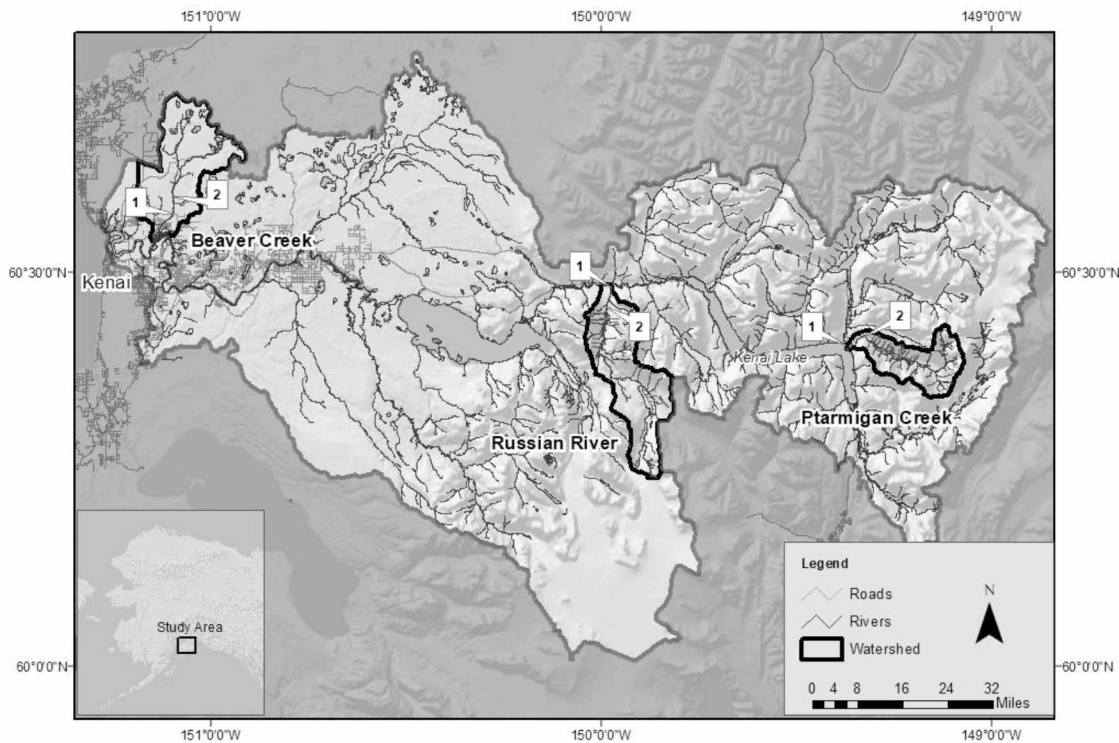 151°0'0"W
150°0'0"W
149°0'0"W
1
2
Beaver Creek
Kenai
60°30'0"N
1
2
60°30'0"N
1
2
Kenai Lake
Ptarmigan Creek
Russian River
Study Area
Legend
Roads
Rivers
Watershed
N
0 4 8 16 24 32
Miles
60°0'0"N
60°0'0"N
151°0'0"W
150°0'0"W
149°0'0"W